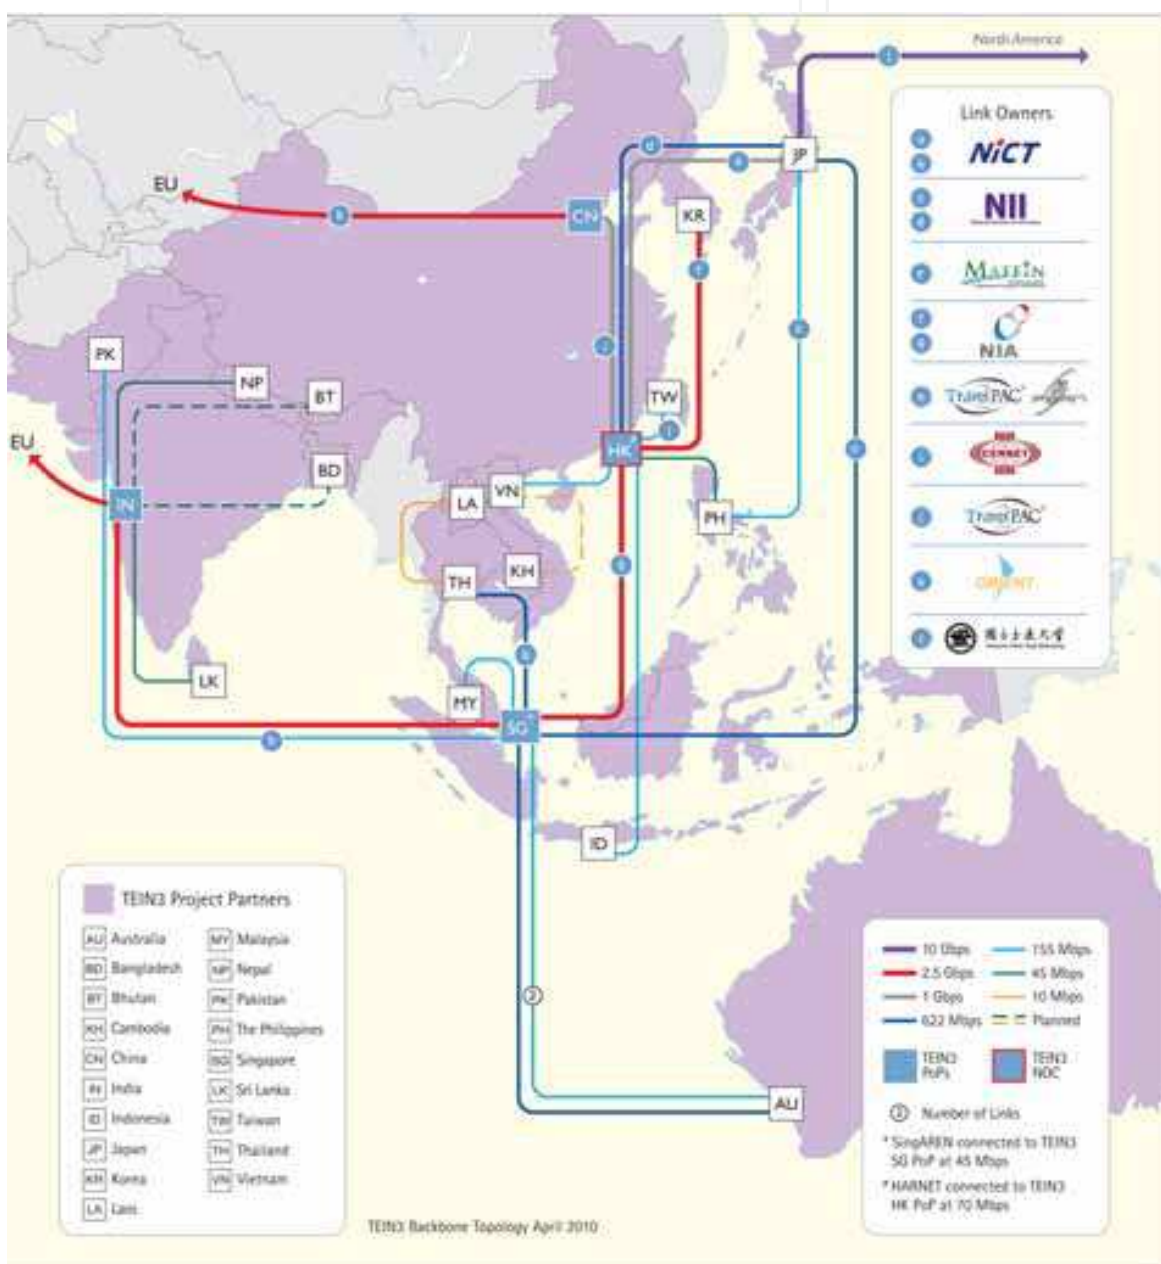 North America
Link Owners
NiCT
NII
MAFFIN
NIA
TransPAC
CERNET
TransPAC
ORIENT
EU
CN
KR
JP
PK
NP
BT
TW
EU
HK
BD
IN
LA
VN
PH
TH
KH
LK
MY
SG
ID
2
AU
TEIN3 Project Partners
AU Australia
BD Bangladesh
BT Bhutan
KH Cambodia
CN China
IN India
ID Indonesia
JP Japan
KR Korea
LA Laos
MY Malaysia
NP Nepal
PK Pakistan
PH The Philippines
SG Singapore
LK Sri Lanka
TW Taiwan
TH Thailand
VN Vietnam
10 Gbps
2.5 Gbps
1 Gbps
622 Mbps
155 Mbps
45 Mbps
10 Mbps
Planned
TEIN3
PoPs
TEIN3
NOC
2 Number of Links
* SingAREN connected to TEIN3
SG PoP at 45 Mbps
# HARNET connected to TEIN3
HK PoP at 70 Mbps
TEIN3 Backbone Topology April 2010